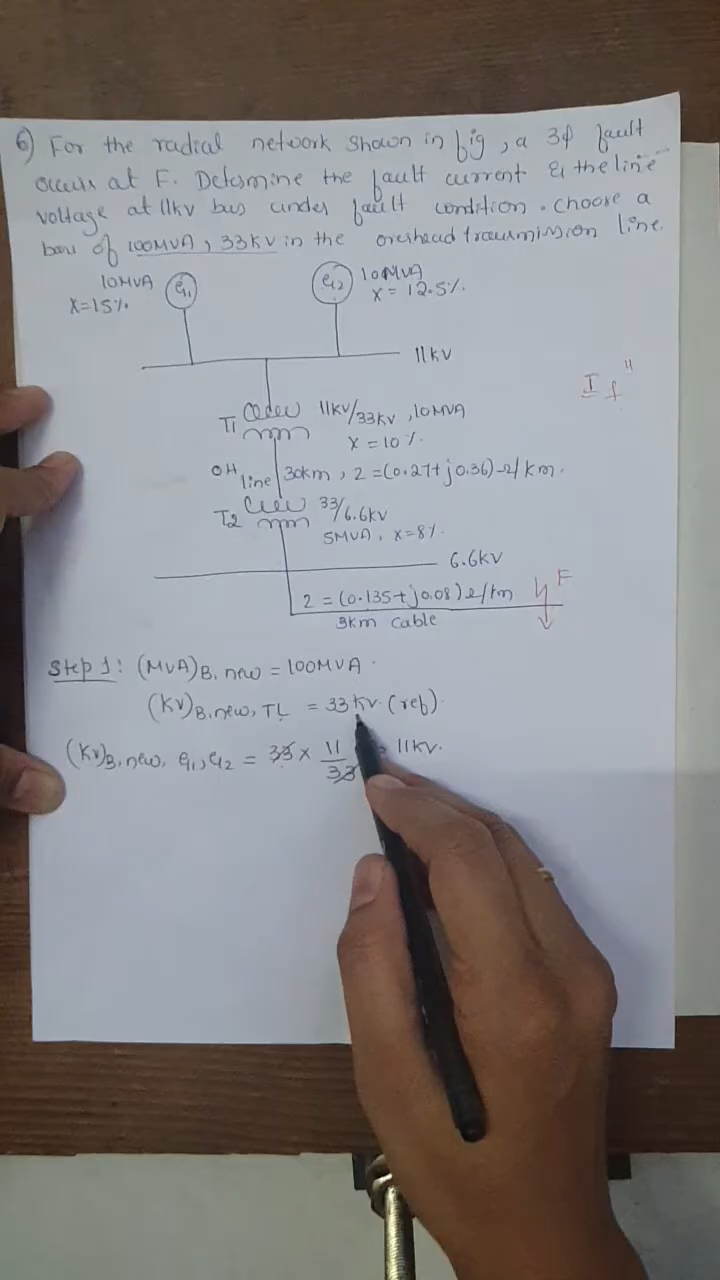 6) For the radial network shown in fig, a 3φ fault
occurs at F. Determine the fault current & the line
voltage at 11kv bus under fault condition. choose a
base of 100MVA, 33KV in the overhead transmission line.
10MVA G1 G2 10MVA
X=15% X= 12.5%
11kv
T1 11kv/33kv, 10MVA
X=10%
OH line 30km, Z=(0.27+j0.36)Ω/km.
T2 33/6.6kv
5MVA, X=8%
6.6kv
Z=(0.135+j0.08)Ω/km F
3km cable
I f "
Step 1: (MVA)B,new = 100MVA.
(KV)B,new, TL = 33kv. (ref).
(KV)B,new, G1, G2 = 33 × 11/33 = 11kv.